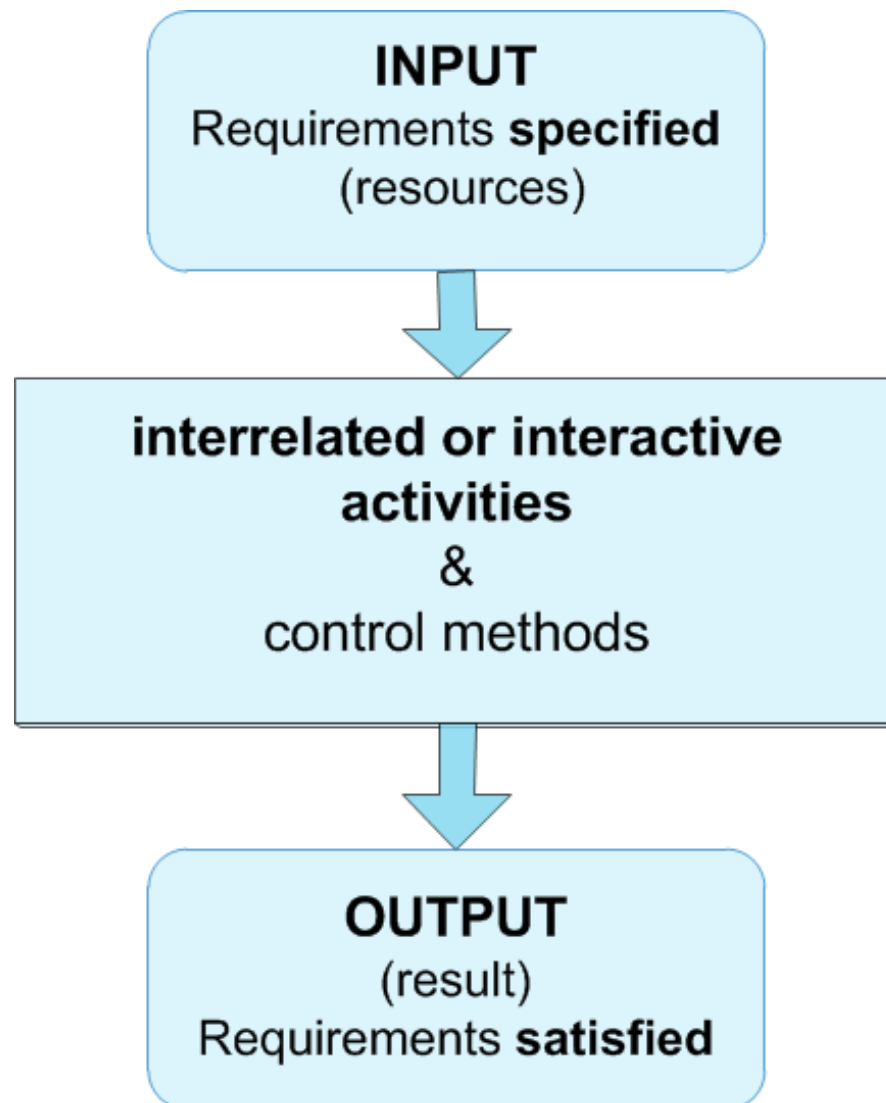 INPUT
Requirements specified
(resources)
interrelated or interactive
activities
&
control methods
OUTPUT
(result)
Requirements satisfied